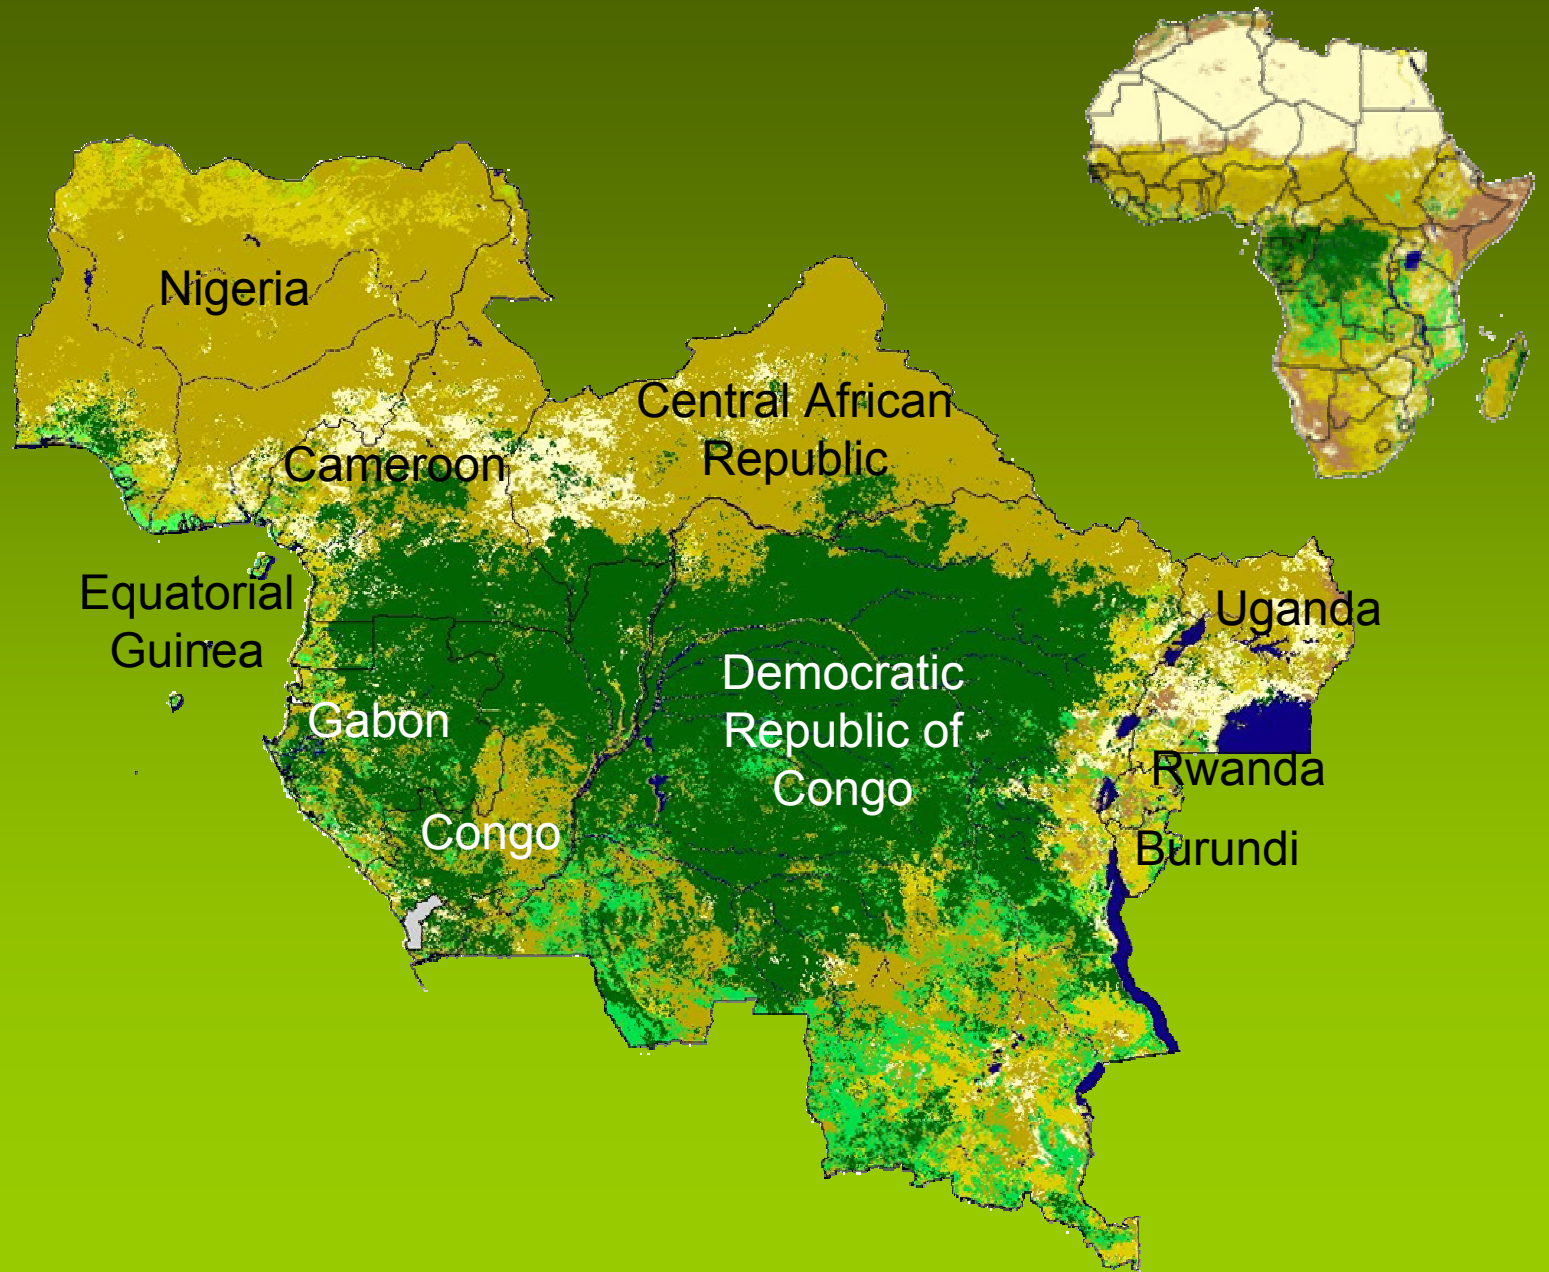 Nigeria
Central African
Republic
Cameroon
Equatorial
Guinea
Uganda
Democratic
Republic of
Congo
Gabon
Rwanda
Congo
Burundi